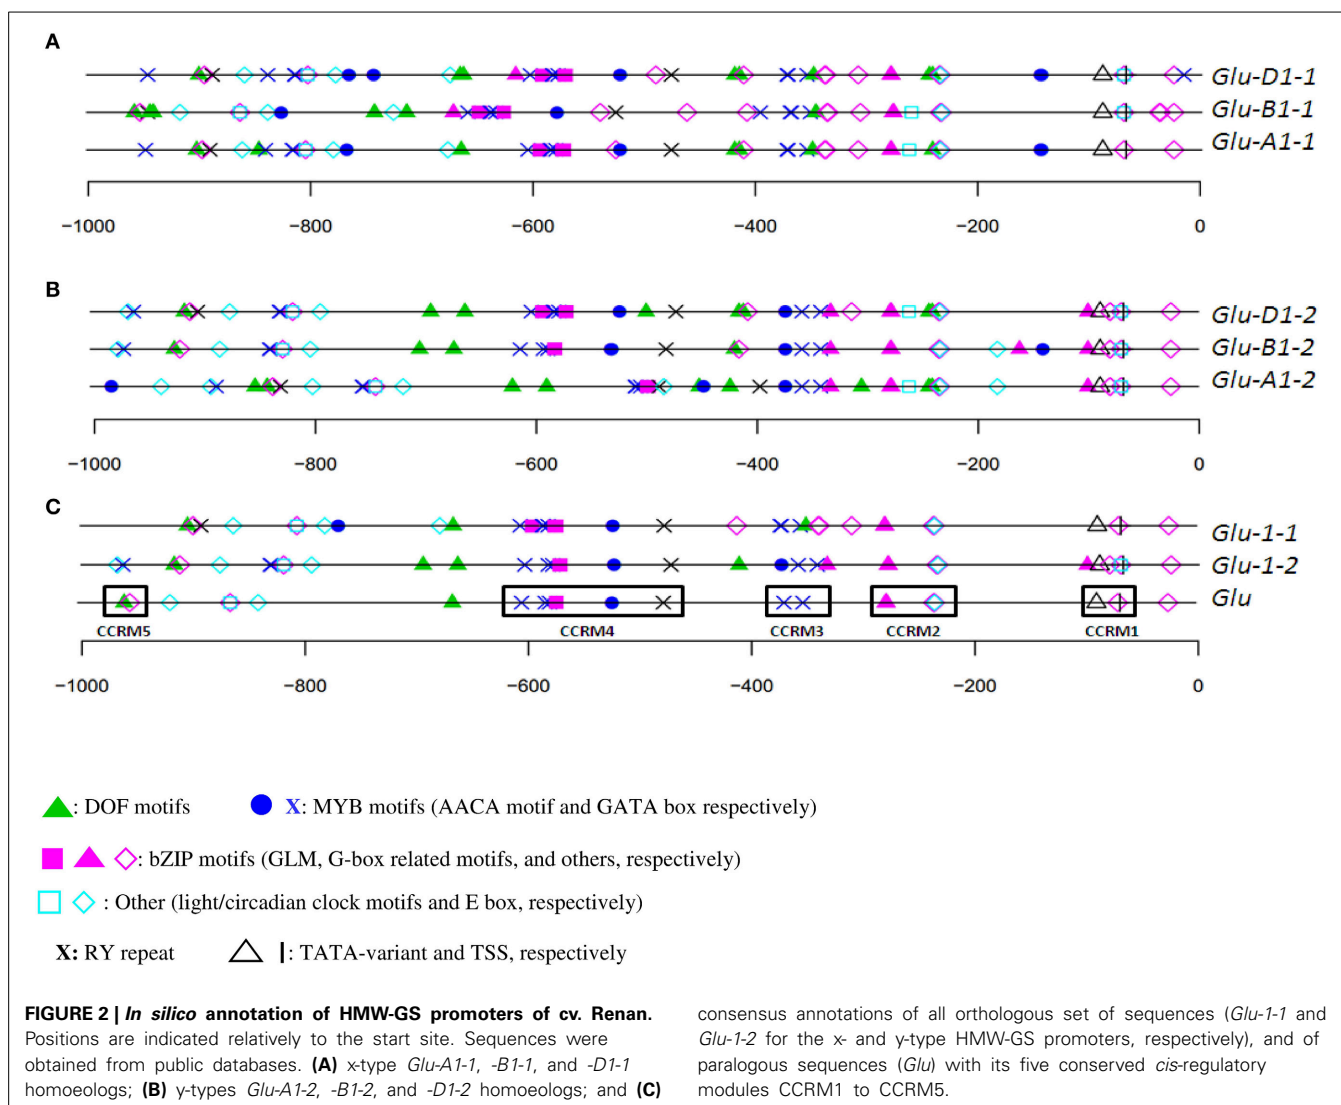 A
Glu-D1-1
Glu-B1-1
Glu-A1-1
−1000 −800 −600 −400 −200 0
B
Glu-D1-2
Glu-B1-2
Glu-A1-2
−1000 −800 −600 −400 −200 0
C
Glu-1-1
Glu-1-2
Glu
CCRM5 CCRM4 CCRM3 CCRM2 CCRM1
−1000 −800 −600 −400 −200 0
: DOF motifs X: MYB motifs (AACA motif and GATA box respectively)
: bZIP motifs (GLM, G-box related motifs, and others, respectively)
: Other (light/circadian clock motifs and E box, respectively)
X: RY repeat : TATA-variant and TSS, respectively
FIGURE 2 | In silico annotation of HMW-GS promoters of cv. Renan.
Positions are indicated relatively to the start site. Sequences were
obtained from public databases. (A) x-type Glu-A1-1, -B1-1, and -D1-1
homoeologs; (B) y-types Glu-A1-2, -B1-2, and -D1-2 homoeologs; and (C)
consensus annotations of all orthologous set of sequences (Glu-1-1 and
Glu-1-2 for the x- and y-type HMW-GS promoters, respectively), and of
paralogous sequences (Glu) with its five conserved cis-regulatory
modules CCRM1 to CCRM5.